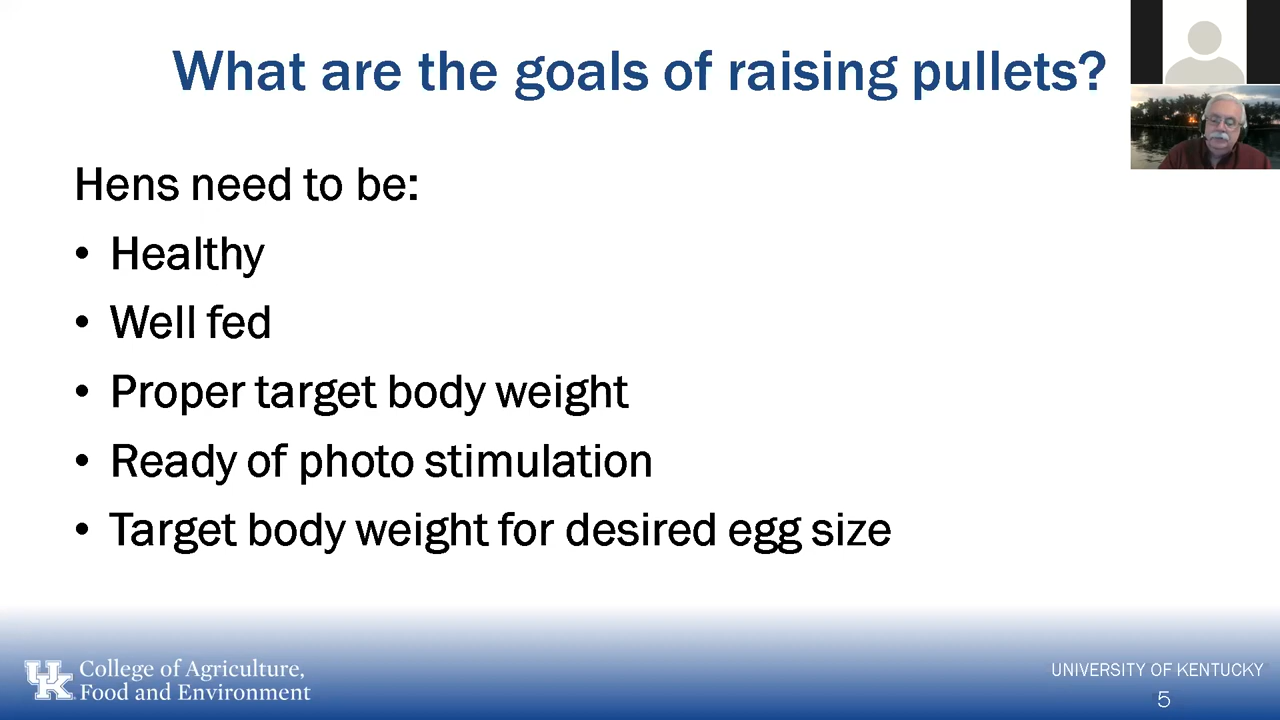 What are the goals of raising pullets?
Hens need to be:
• Healthy
• Well fed
• Proper target body weight
• Ready of photo stimulation
• Target body weight for desired egg size
UK College of Agriculture,
Food and Environment
UNIVERSITY OF KENTUCKY
5